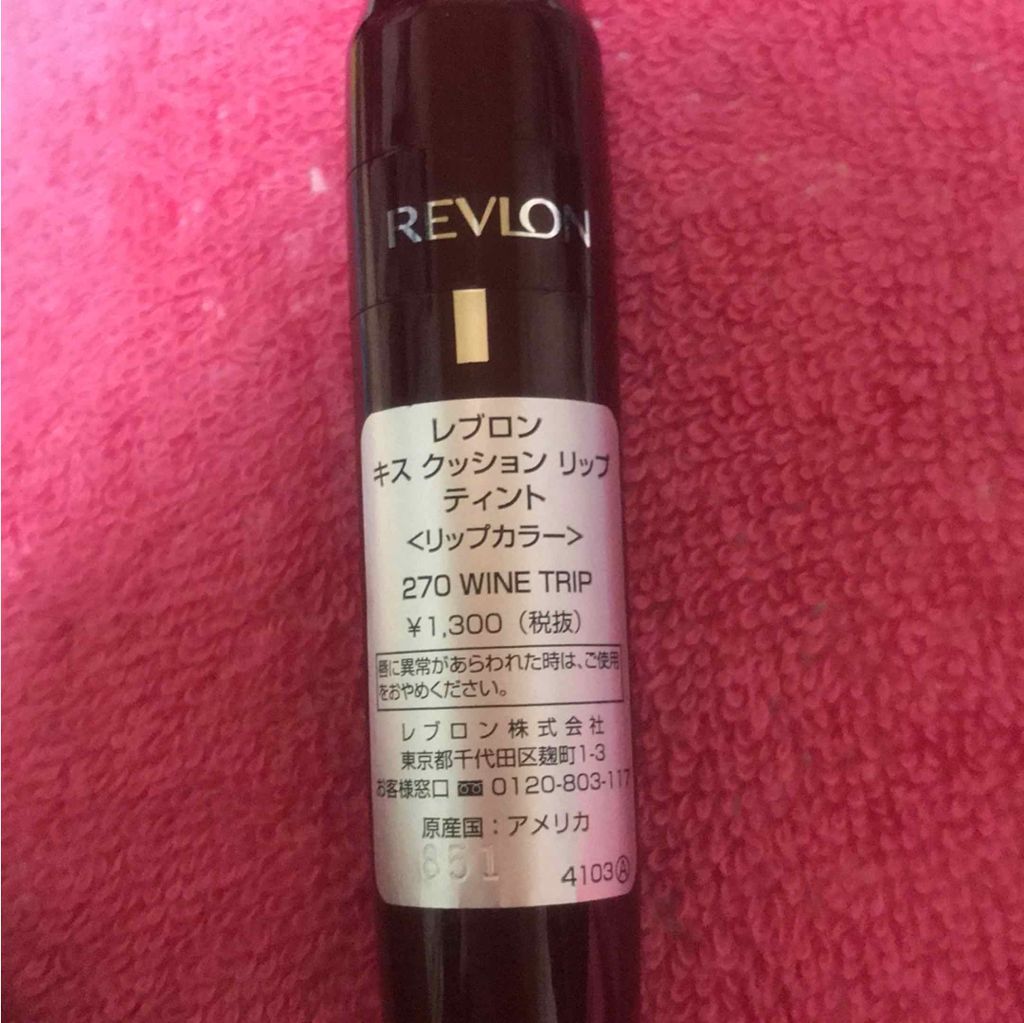 REVLON
レブロン
キス クッション リップ
ティント
<リップカラー>
270 WINE TRIP
¥1,300（税抜）
唇に異常があらわれた時は、ご使用
をおやめください。
レブロン株式会社
東京都千代田区麹町1-3
お客様窓口 0120-803-117
原産国：アメリカ
851
4103Ⓐ